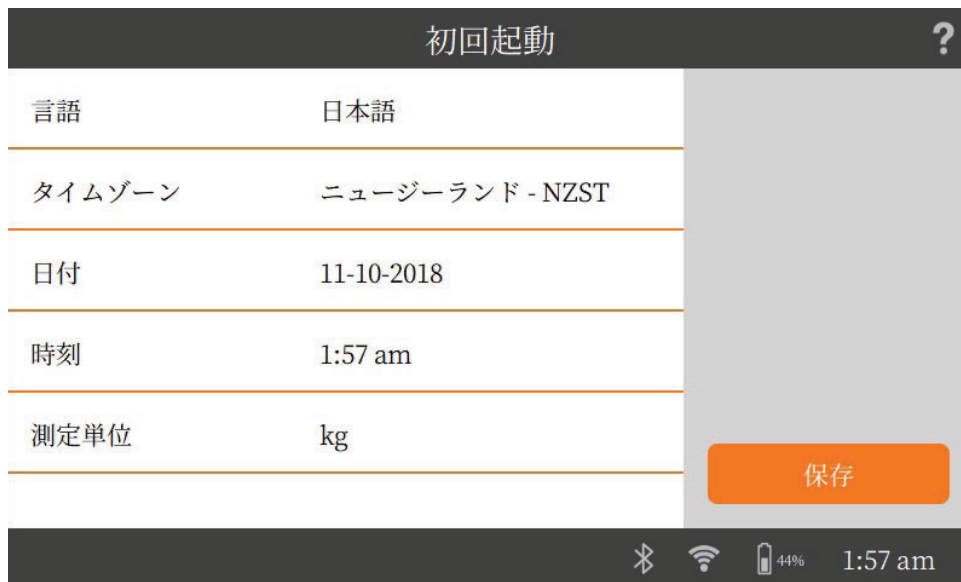 初回起動 ?
言語 日本語
タイムゾーン ニュージーランド - NZST
日付 11-10-2018
時刻 1:57 am
測定単位 kg
保存
44% 1:57 am